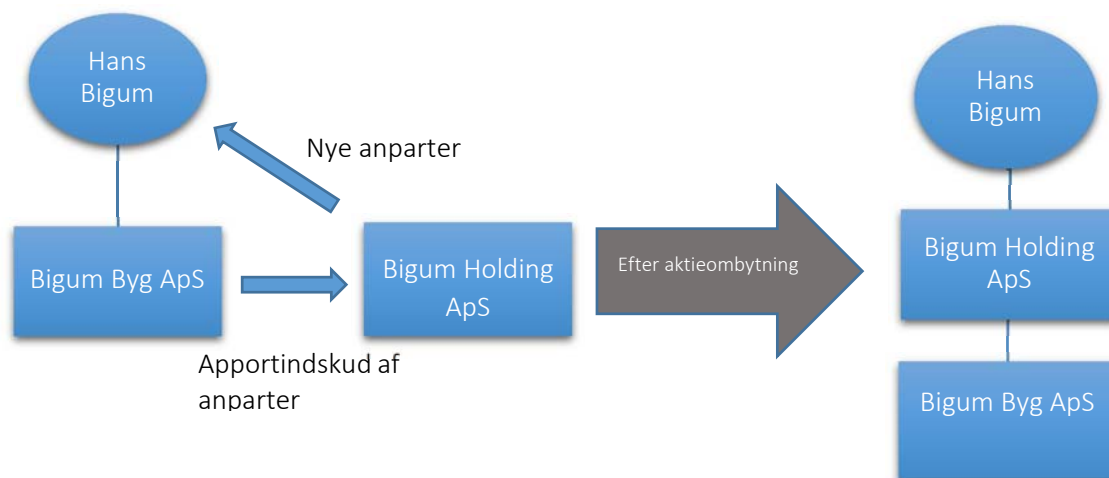 Hans
Bigum
Nye anparter
Bigum Byg ApS
Bigum Holding
ApS
Apportindskud af
anparter
Efter aktieombytning
Hans
Bigum
Bigum Holding
ApS
Bigum Byg ApS